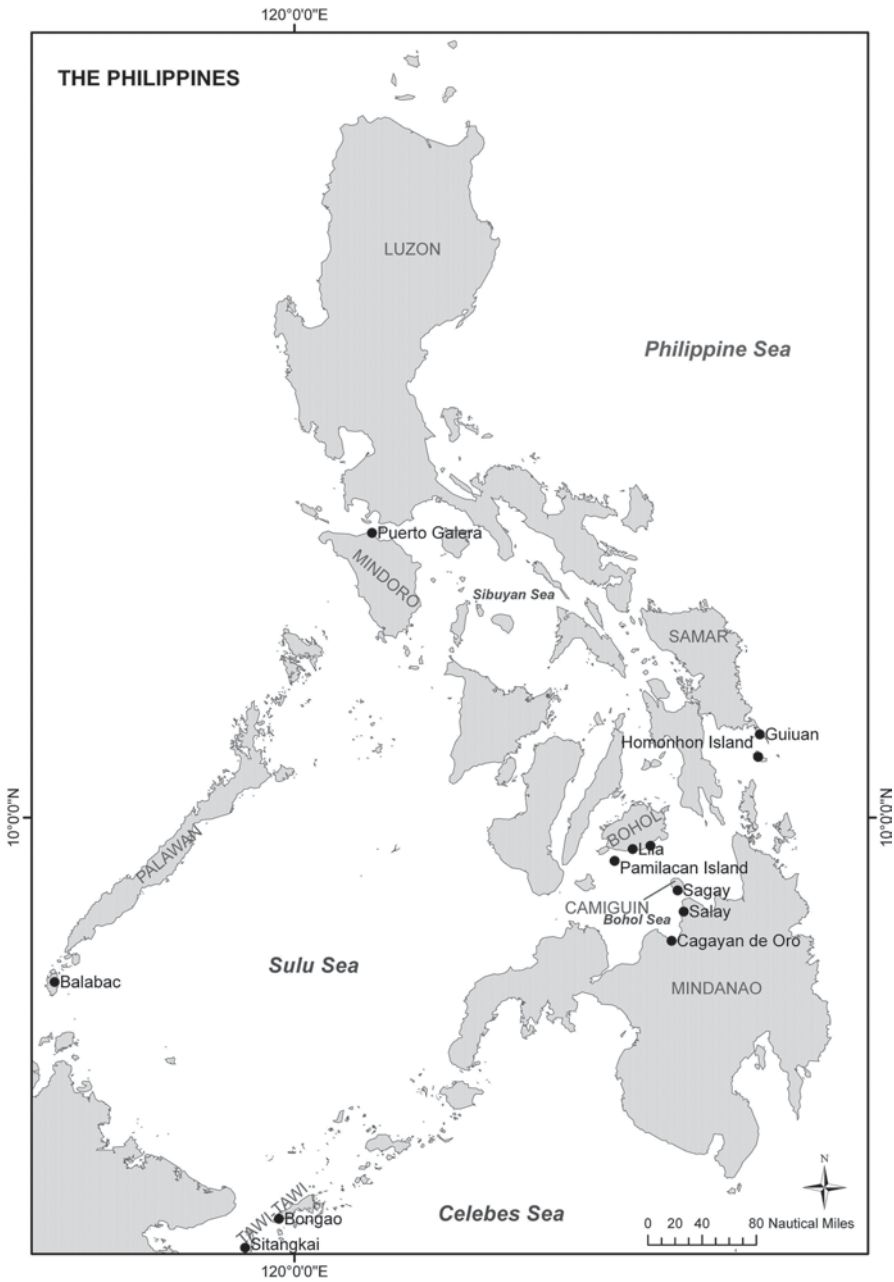 120°0'0"E
THE PHILIPPINES
LUZON
Philippine Sea
Puerto Galera
MINDORO
Sibuyan Sea
SAMAR
Guiuan
Homonhon Island
10°0'0"N
10°0'0"N
BOHOL
PALAWAN
Lila
Pamilacan Island
Sagay
CAMIGUIN
Salay
Bohol Sea
Cagayan de Oro
Sulu Sea
Balabac
MINDANAO
N
TAWI-TAWI
Bongao
Celebes Sea
0 20 40 80 Nautical Miles
Sitangkai
120°0'0"E